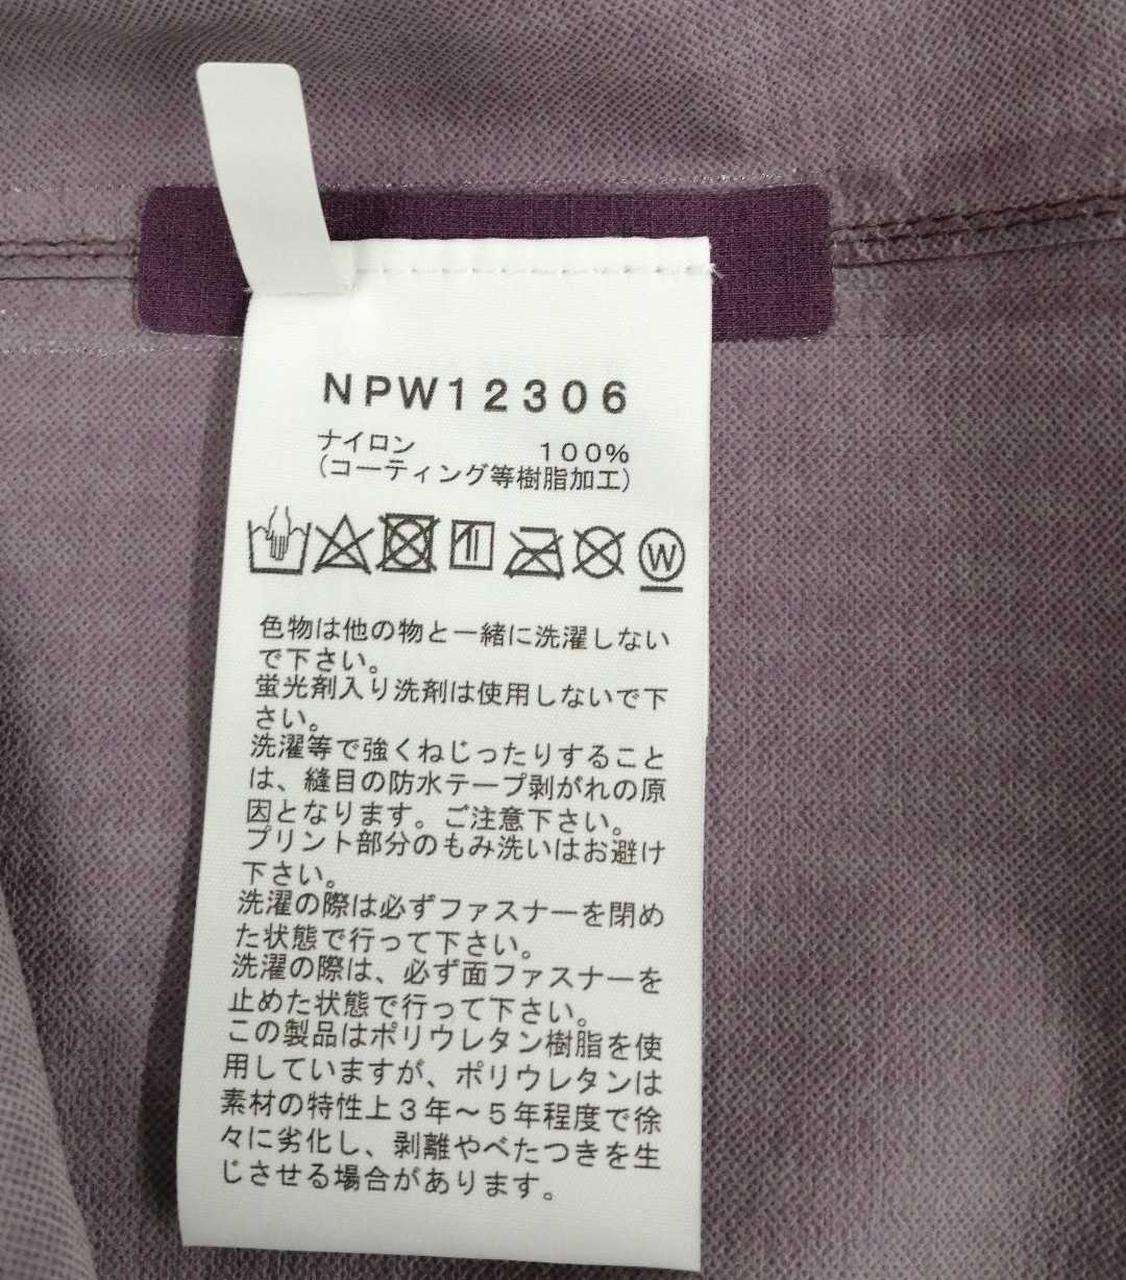 NPW12306
ナイロン 100%
(コーティング等樹脂加工)
W
色物は他の物と一緒に洗濯しない
で下さい。
蛍光剤入り洗剤は使用しないで下
さい。
洗濯等で強くねじったりすること
は、縫目の防水テープ剥がれの原
因となります。ご注意下さい。
プリント部分のもみ洗いはお避け
下さい。
洗濯の際は必ずファスナーを閉め
た状態で行って下さい。
洗濯の際は、必ず面ファスナーを
止めた状態で行って下さい。
この製品はポリウレタン樹脂を使
用していますが、ポリウレタンは
素材の特性上3年～5年程度で徐
々に劣化し、剥離やべたつきを生
じさせる場合があります。